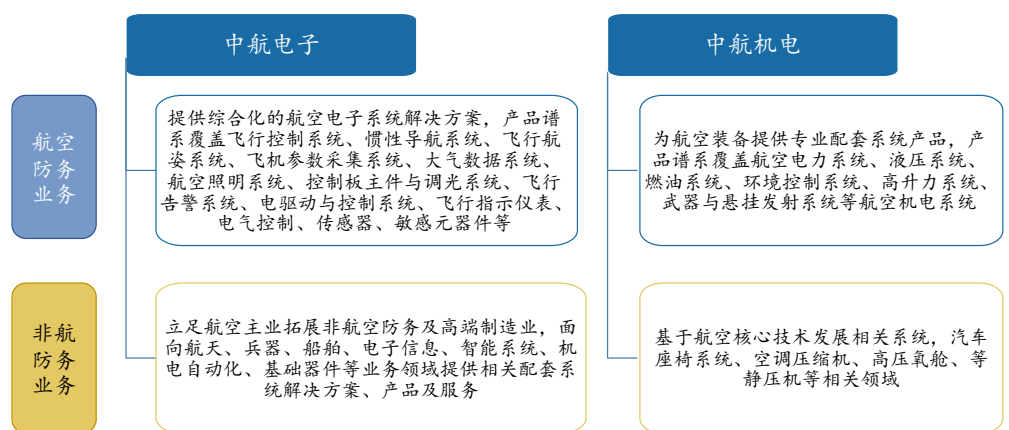 中航电子
中航机电
航空
防务
业务
提供综合化的航空电子系统解决方案，产品谱
系覆盖飞行控制系统、惯性导航系统、飞行航
姿系统、飞机参数采集系统、大气数据系统、
航空照明系统、控制板主件与调光系统、飞行
告警系统、电驱动与控制系统、飞行指示仪表、
电气控制、传感器、敏感元器件等
为航空装备提供专业配套系统产品，产
品谱系覆盖航空电力系统、液压系统、
燃油系统、环境控制系统、高升力系统、
武器与悬挂发射系统等航空机电系统
非航
防务
业务
立足航空主业拓展非航空防务及高端制造业，面
向航天、兵器、船舶、电子信息、智能系统、机
电自动化、基础器件等业务领域提供相关配套系
统解决方案、产品及服务
基于航空核心技术发展相关系统，汽车
座椅系统、空调压缩机、高压氧舱、等
静压机等相关领域